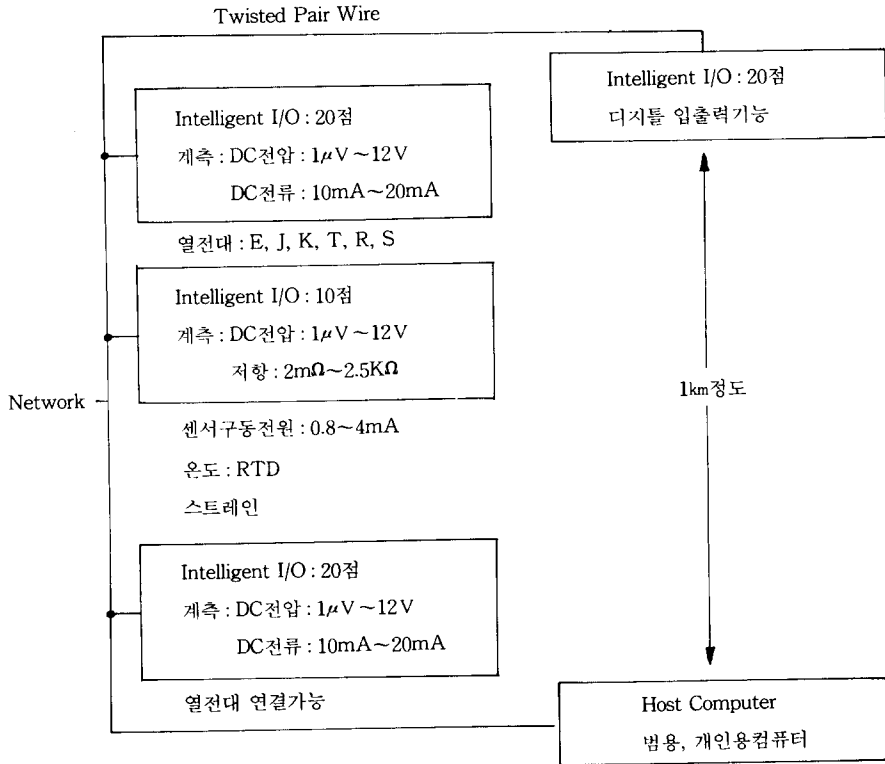 Twisted Pair Wire
Intelligent I/O : 20점
디지틀 입출력기능
Intelligent I/O : 20점
계측 : DC전압 : 1μV ~12V
DC전류 : 10mA~20mA
열전대 : E, J, K, T, R, S
Intelligent I/O : 10점
계측 : DC전압 : 1μV ~12V
저항 : 2mΩ~2.5KΩ
Network
1km정도
센서구동전원 : 0.8~4mA
온도 : RTD
스트레인
Intelligent I/O : 20점
계측 : DC전압 : 1μV ~12V
DC전류 : 10mA~20mA
열전대 연결가능
Host Computer
범용, 개인용컴퓨터